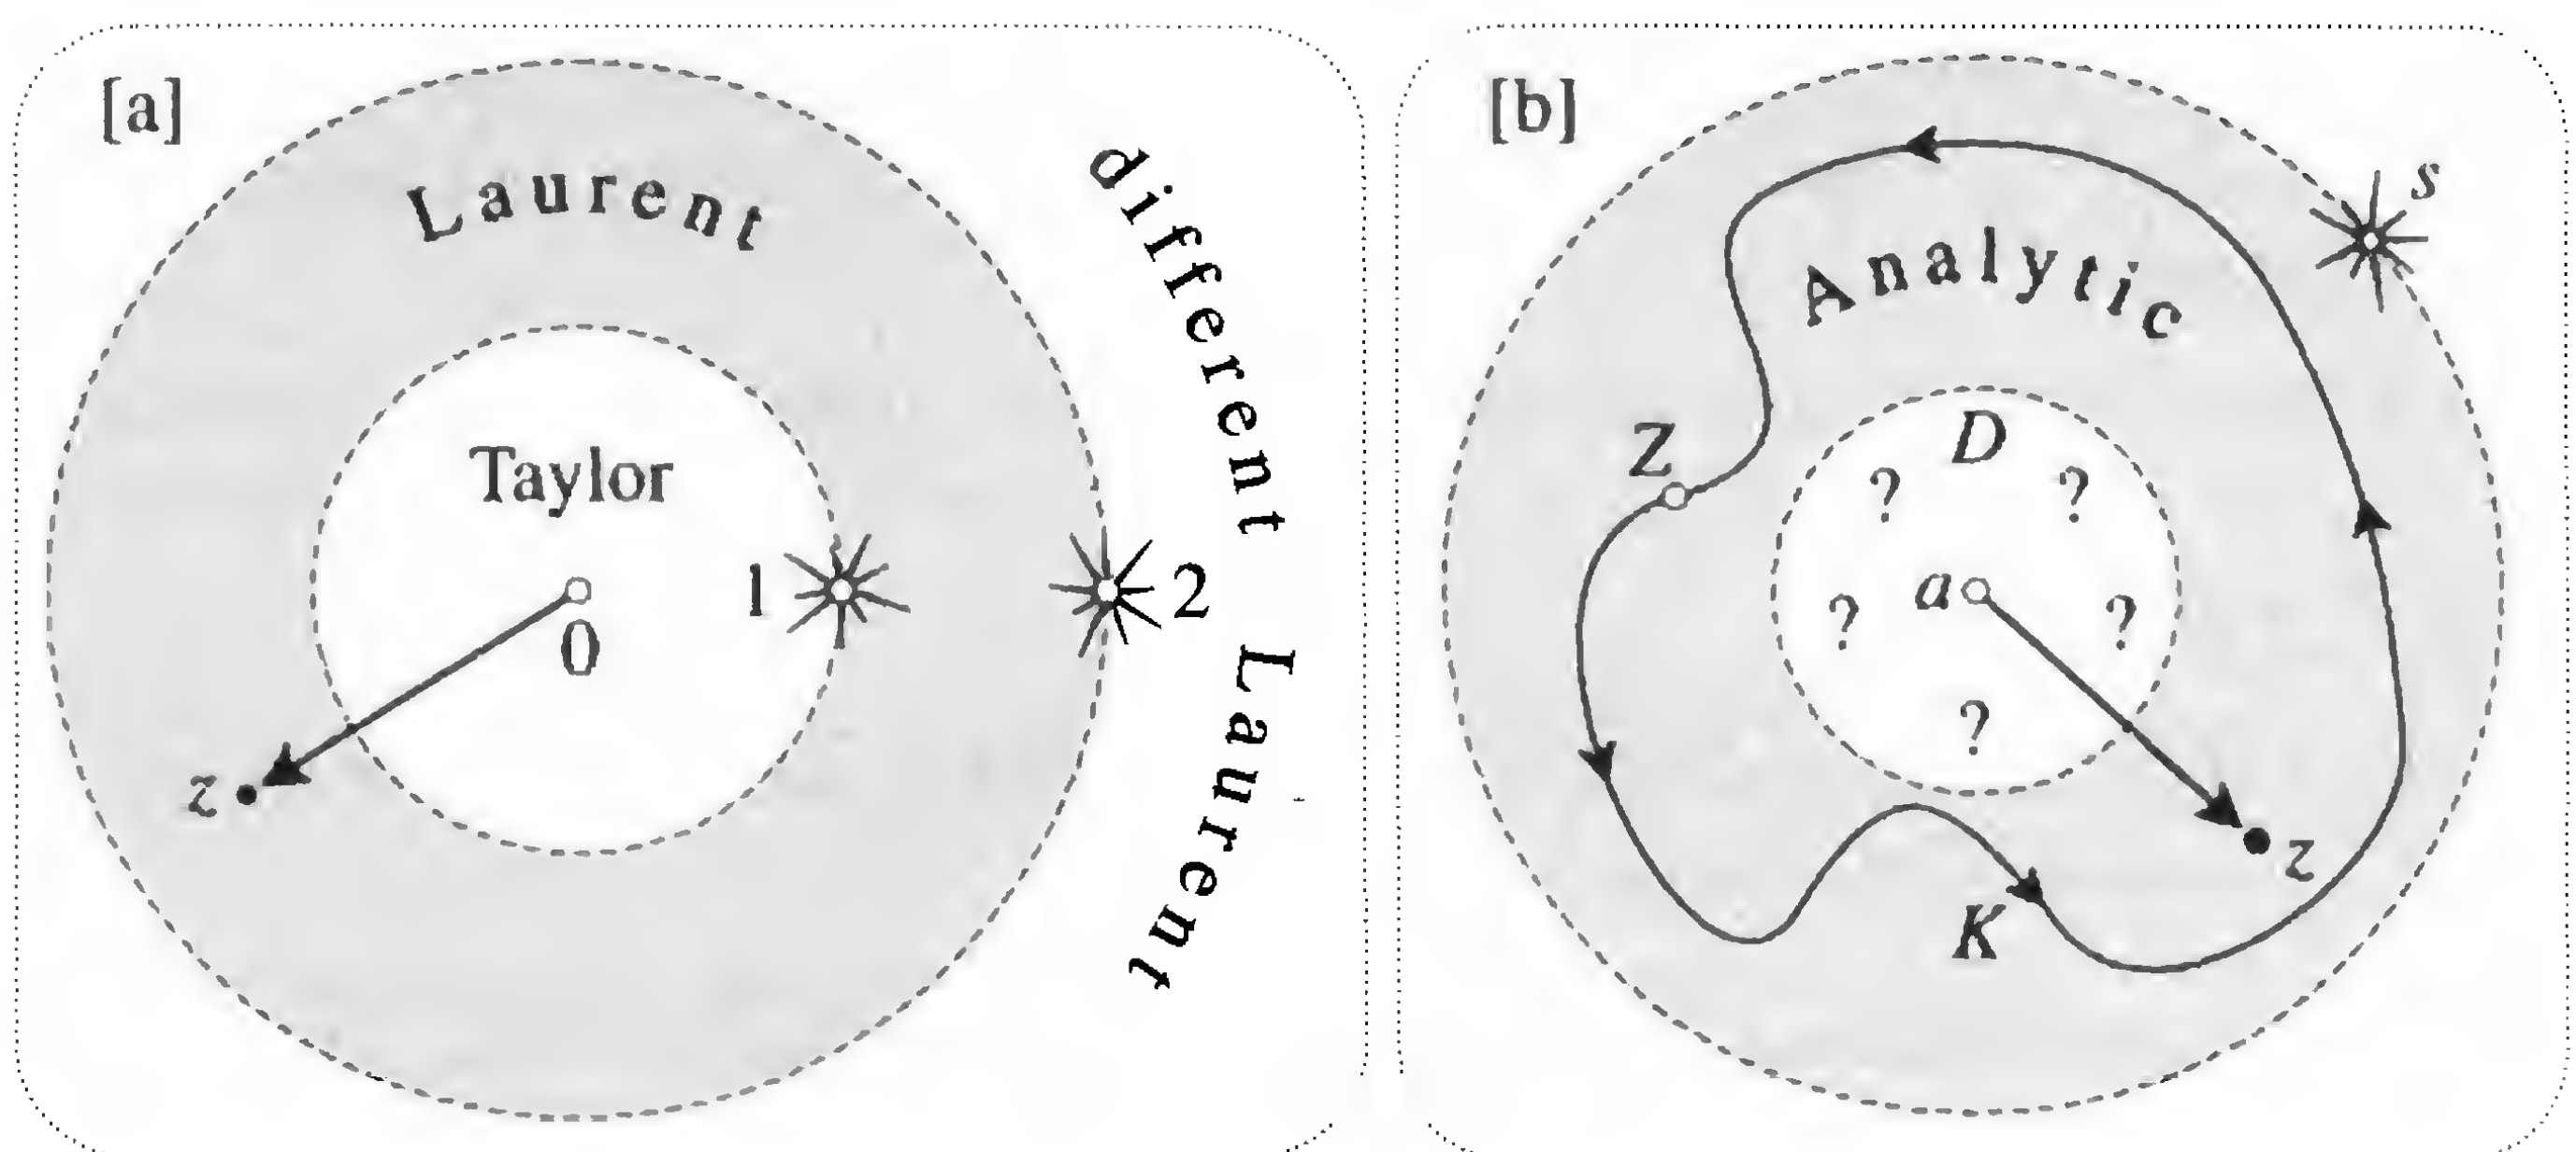 [a]
Laurent
Taylor
0
1
2
z
different Laurent
[b]
s
Analytic
Z
D
? ?
a
? ?
?
z
K